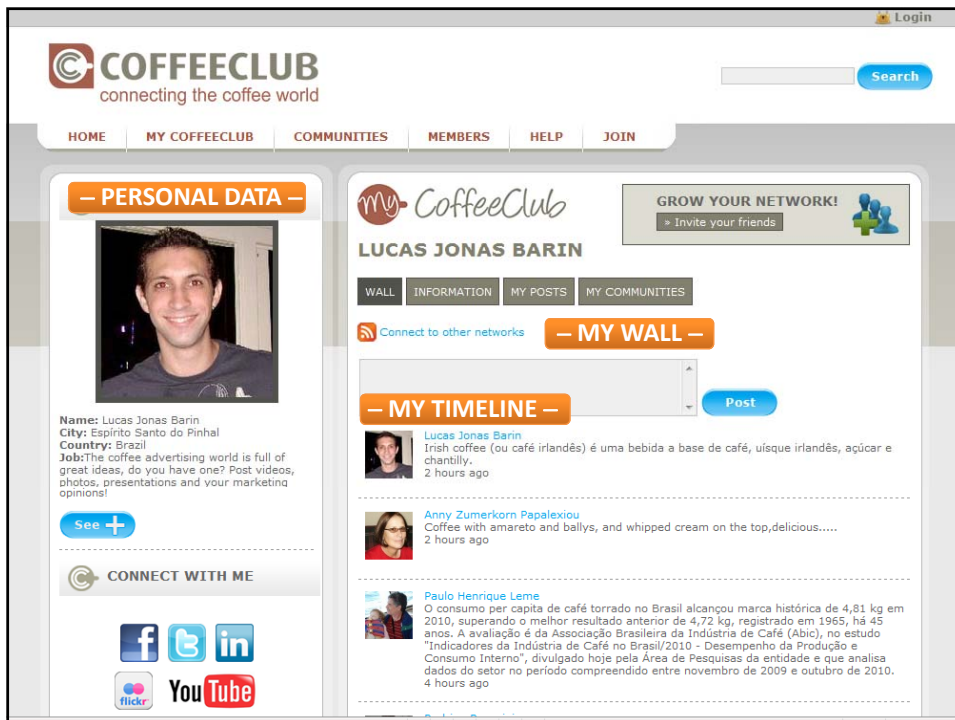 Login
COFFEECLUB
connecting the coffee world
Search
HOME MY COFFEECLUB COMMUNITIES MEMBERS HELP JOIN
– PERSONAL DATA –
Name: Lucas Jonas Barin
City: Espírito Santo do Pinhal
Country: Brazil
Job:The coffee advertising world is full of
great ideas, do you have one? Post videos,
photos, presentations and your marketing
opinions!
See
CONNECT WITH ME
flickr
You Tube
My CoffeeClub
GROW YOUR NETWORK!
» Invite your friends
LUCAS JONAS BARIN
WALL INFORMATION MY POSTS MY COMMUNITIES
Connect to other networks
– MY WALL –
Post
– MY TIMELINE –
Lucas Jonas Barin
Irish coffee (ou café irlandês) é uma bebida a base de café, uísque irlandês, açúcar e
chantilly.
2 hours ago
Anny Zumerkorn Papalexiou
Coffee with amareto and ballys, and whipped cream on the top,delicious.....
2 hours ago
Paulo Henrique Leme
O consumo per capita de café torrado no Brasil alcançou marca histórica de 4,81 kg em
2010, superando o melhor resultado anterior de 4,72 kg, registrado em 1965, há 45
anos. A avaliação é da Associação Brasileira da Indústria de Café (Abic), no estudo
"Indicadores da Indústria de Café no Brasil/2010 - Desempenho da Produção e
Consumo Interno", divulgado hoje pela Área de Pesquisas da entidade e que analisa
dados do setor no período compreendido entre novembro de 2009 e outubro de 2010.
4 hours ago